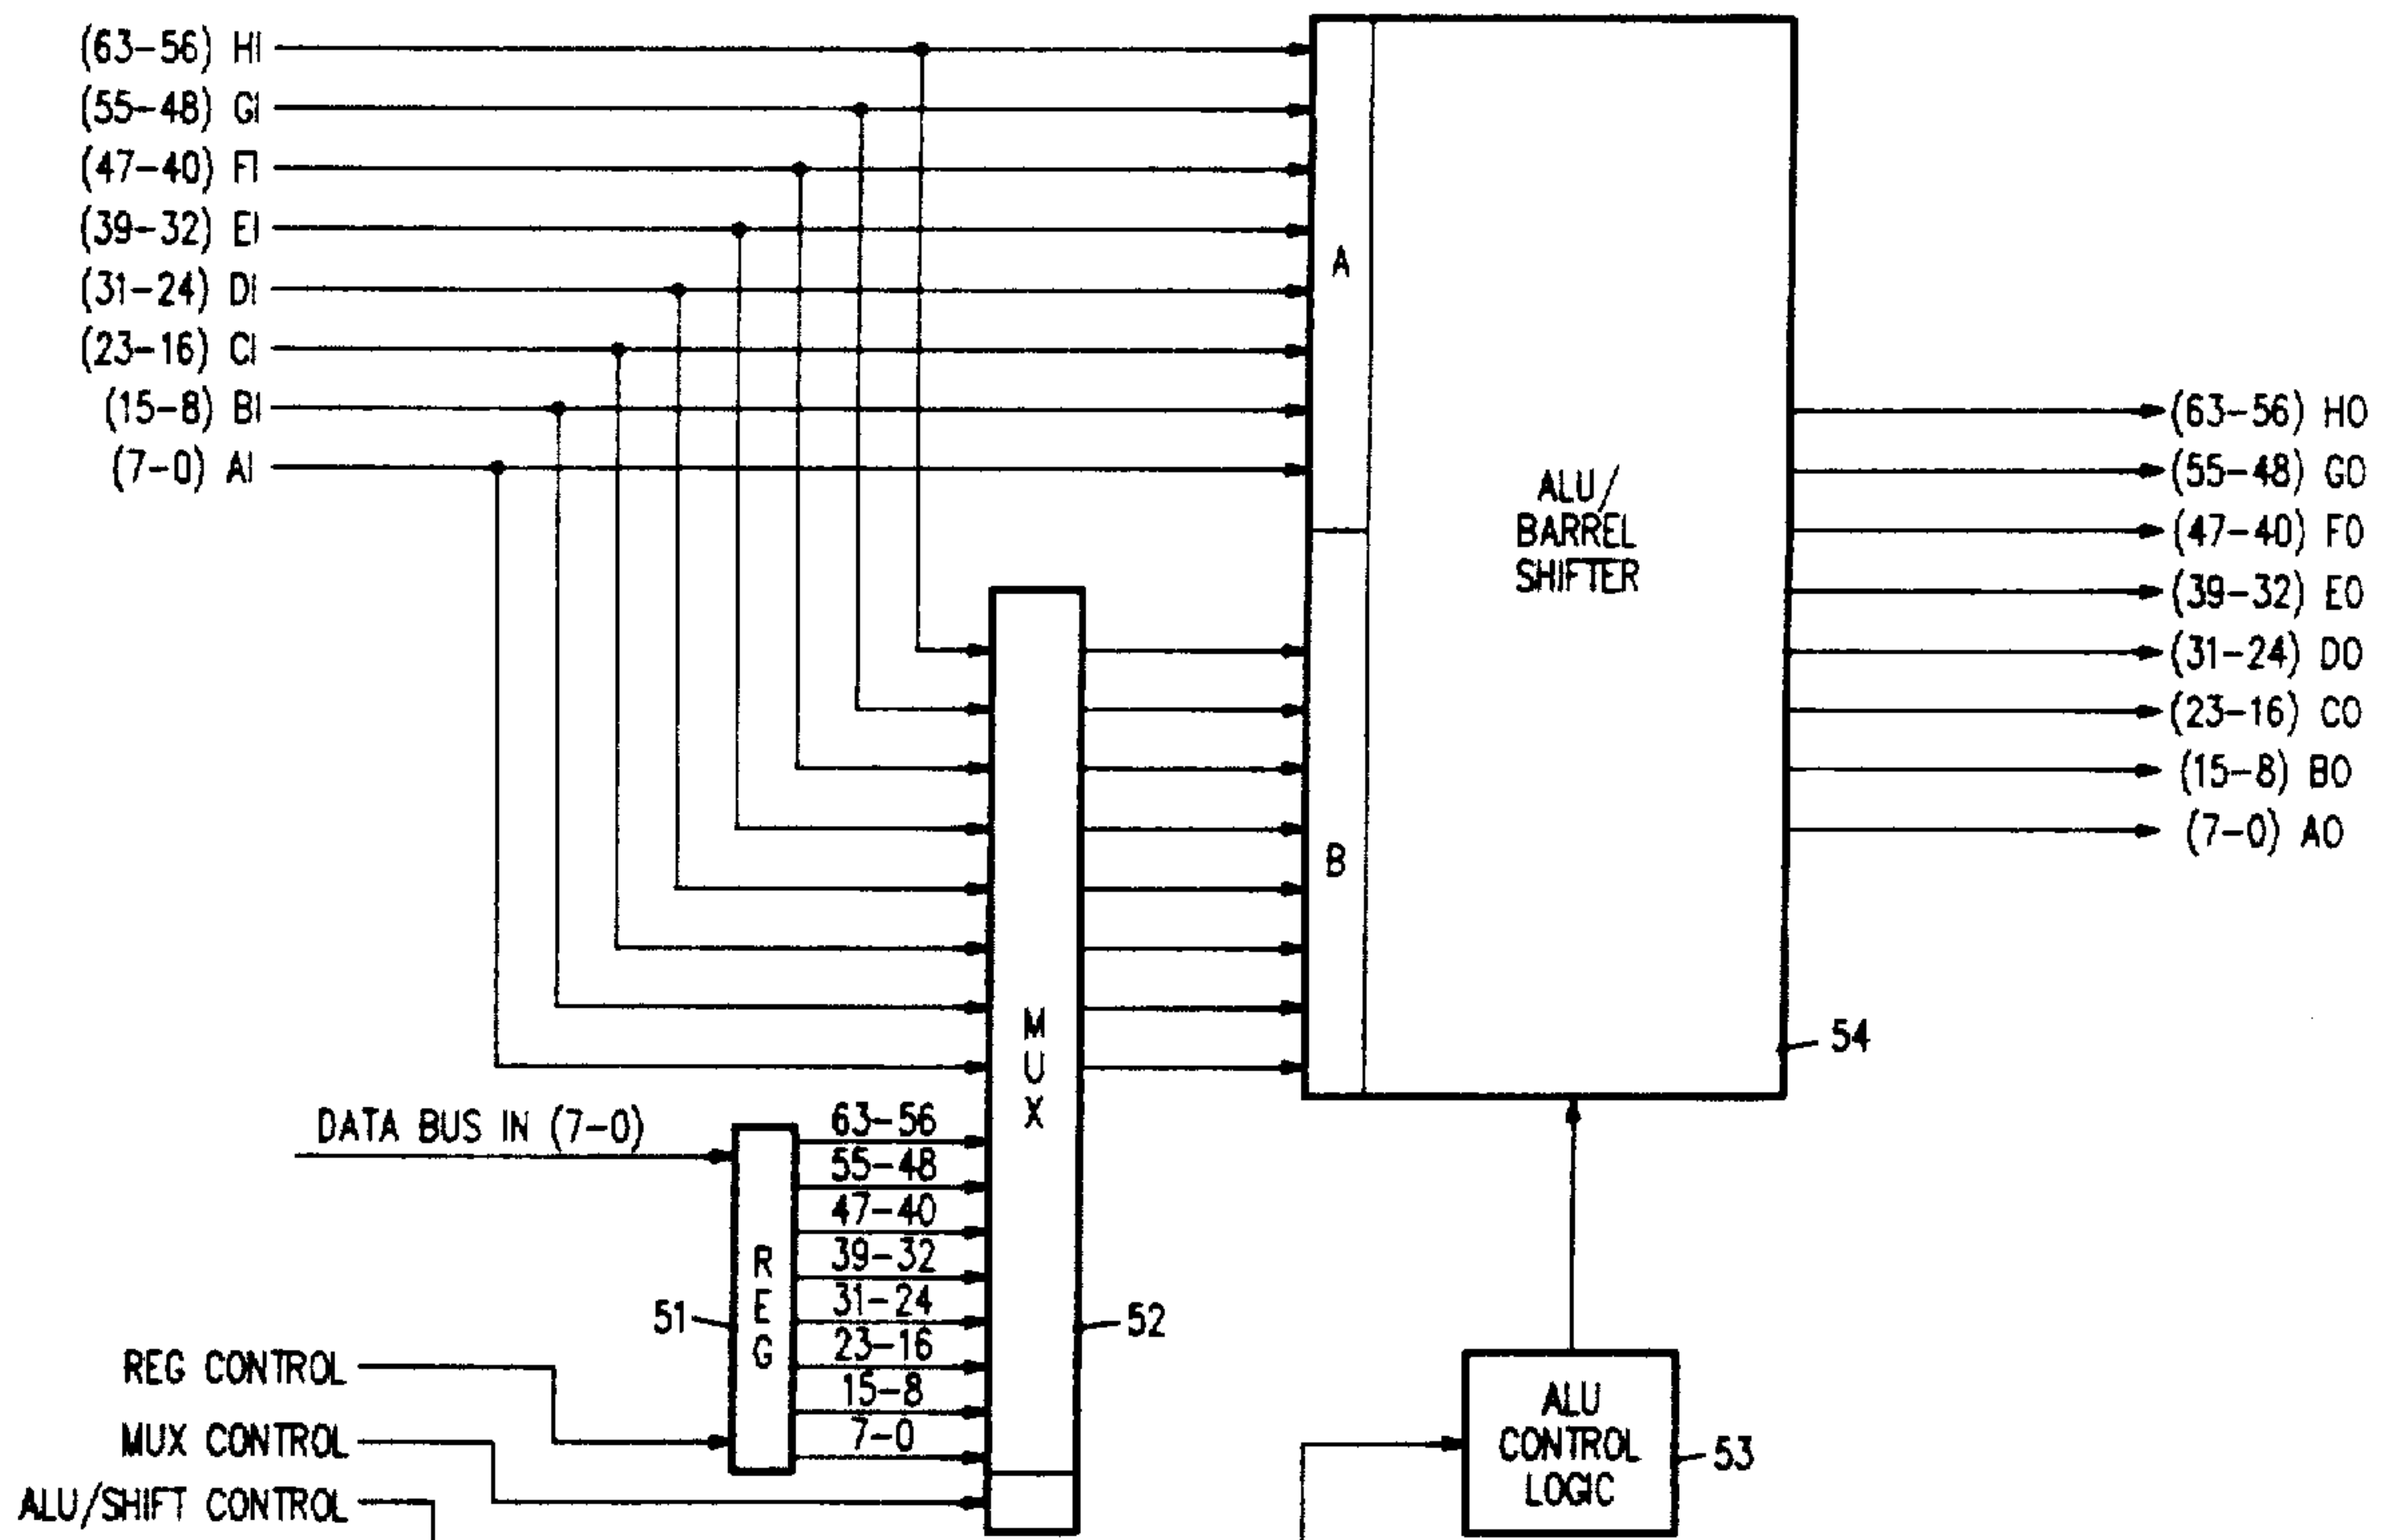 (63-56) HI
(55-48) GI
(47-40) FI
(39-32) EI
(31-24) DI
(23-16) CI
(15-8) BI
(7-0) AI
A
B
ALU/
BARREL
SHIFTER
(63-56) HO
(55-48) GO
(47-40) FO
(39-32) EO
(31-24) DO
(23-16) CO
(15-8) BO
(7-0) AO
54
MUX
52
DATA BUS IN (7-0)
REG
51
63-56
55-48
47-40
39-32
31-24
23-16
15-8
7-0
REG CONTROL
MUX CONTROL
ALU/SHIFT CONTROL
ALU
CONTROL
LOGIC
53